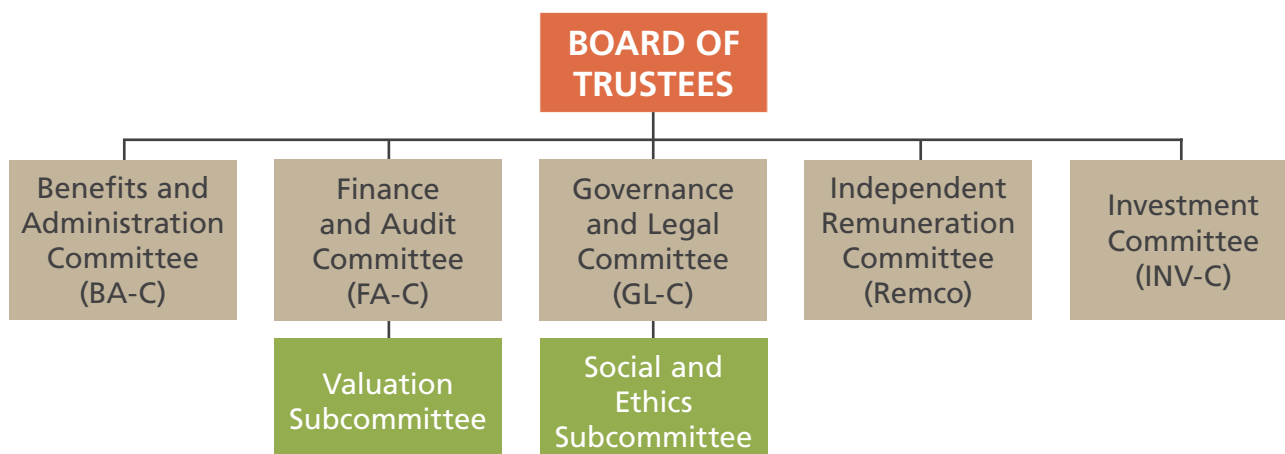 BOARD OF
TRUSTEES
Benefits and
Administration
Committee
(BA-C)
Finance
and Audit
Committee
(FA-C)
Governance
and Legal
Committee
(GL-C)
Independent
Remuneration
Committee
(Remco)
Investment
Committee
(INV-C)
Valuation
Subcommittee
Social and
Ethics
Subcommittee